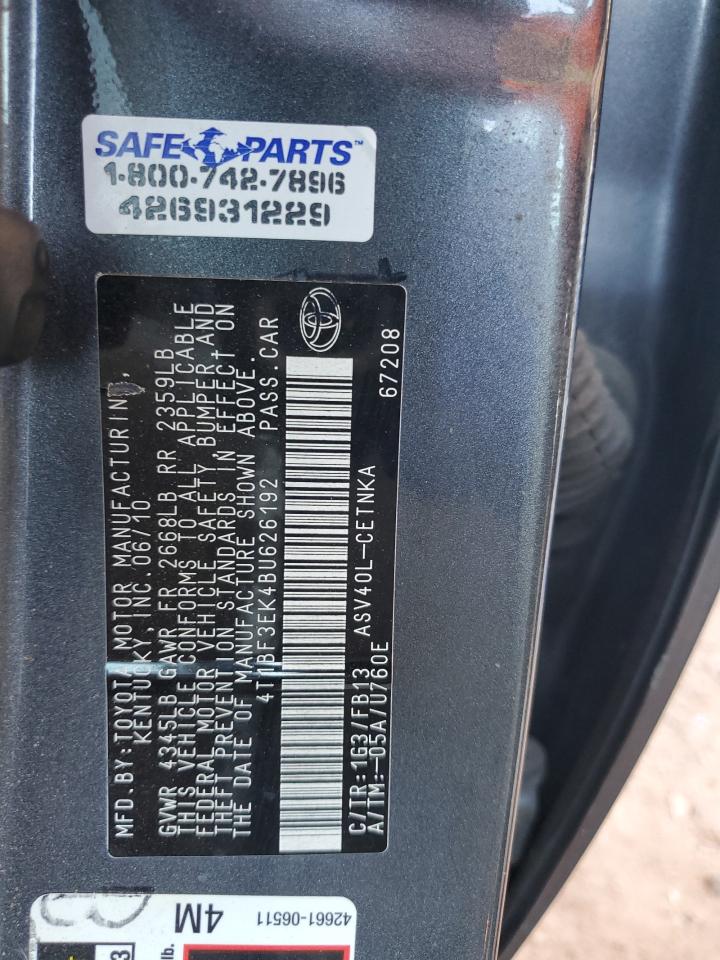 SAFE PARTS™
1-800-742-7896
426931229
MFD.BY:TOYOTA MOTOR MANUFACTURING,
KENTUCKY,INC.06/10
GVWR 4345LB GAWR FR 2668LB RR 2359LB
THIS VEHICLE CONFORMS TO ALL APPLICABLE
FEDERAL MOTOR VEHICLE SAFETY, BUMPER,AND
THEFT PREVENTION STANDARDS IN EFFECT ON
THE DATE OF MANUFACTURE SHOWN ABOVE.
4T1BF3EK4BU626192 PASS.CAR
C/TR:1G3/FB13 ASV40L-CETNKA
A/TM:-05A/U760E 67208
4M
42661-06511
3
lb.